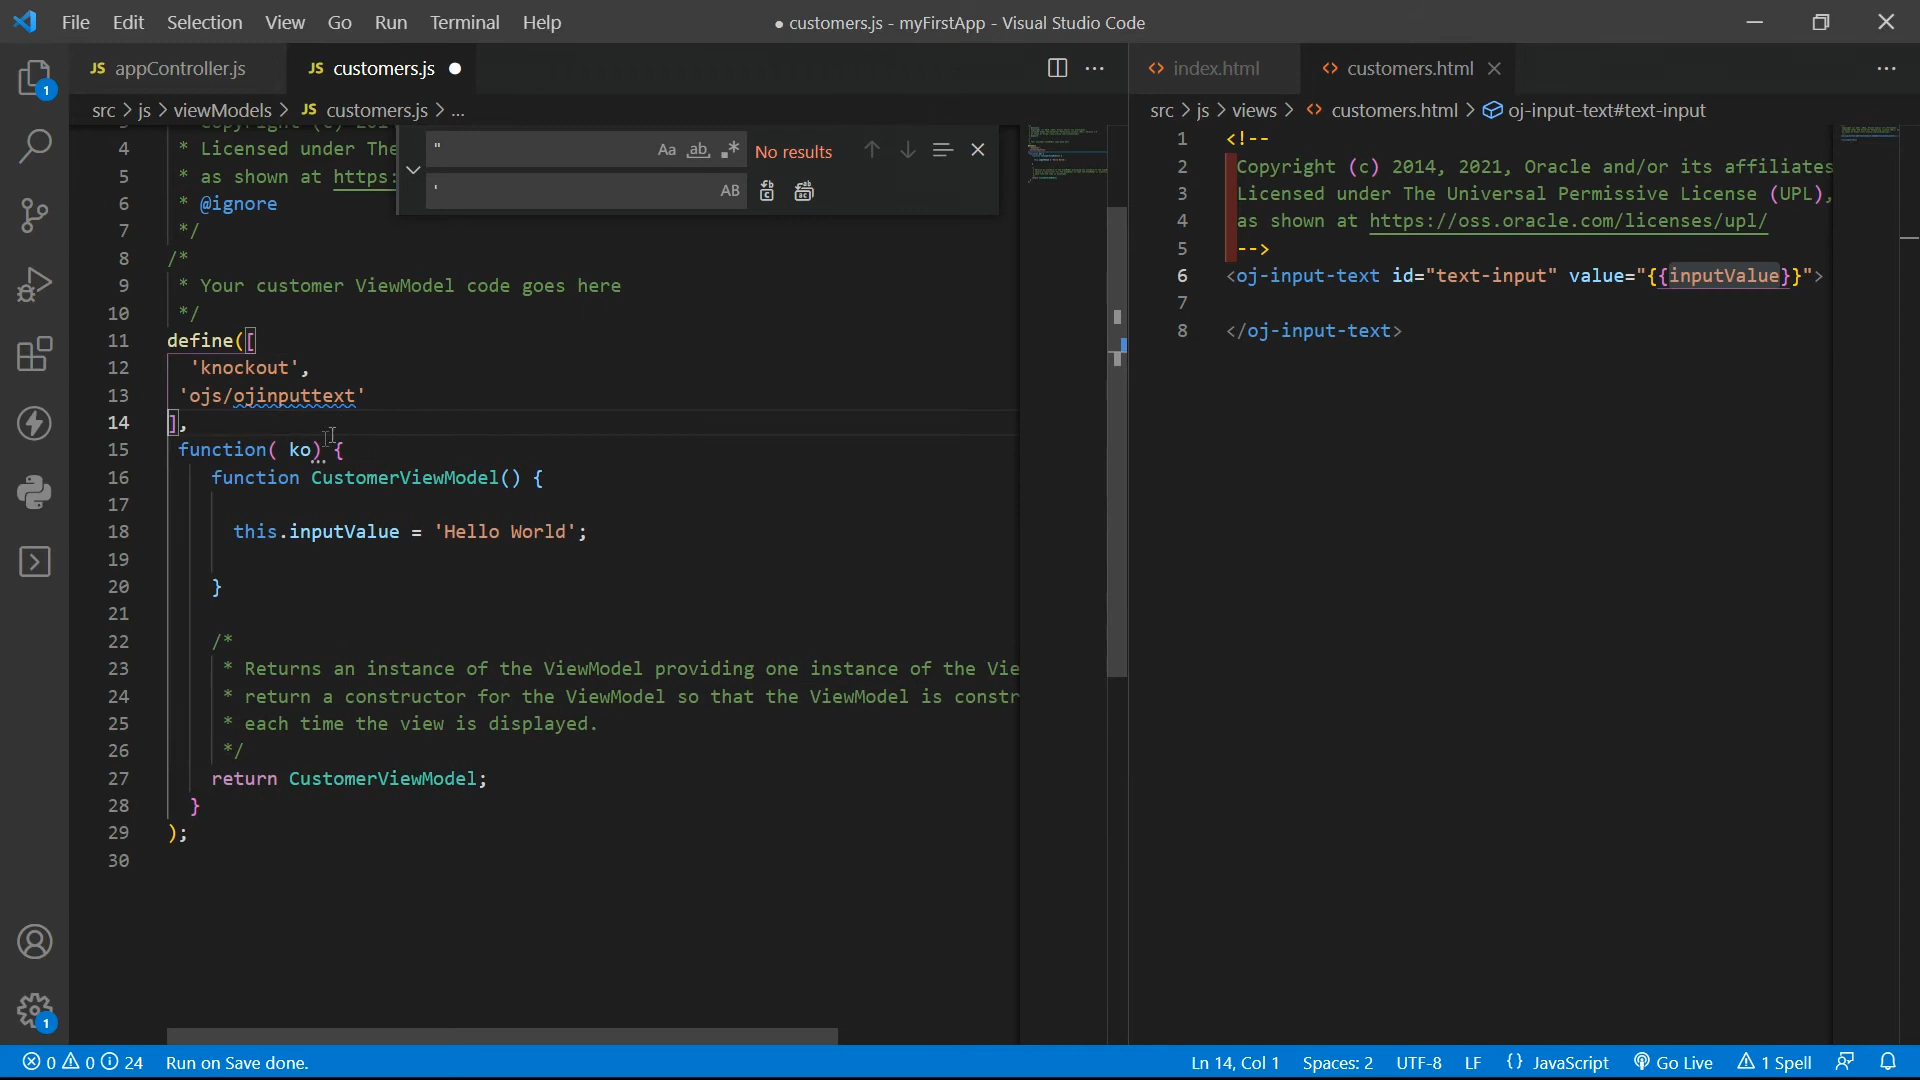 File Edit Selection View Go Run Terminal Help
● customers.js - myFirstApp - Visual Studio Code
JS appController.js
JS customers.js ●
index.html
customers.html
src > js > viewModels > JS customers.js > ...
src > js > views > customers.html > oj-input-text#text-input
"
Aa ab .* No results
'
AB
4 * Licensed under The
5 * as shown at https:
6 * @ignore
7 */
8 /*
9 * Your customer ViewModel code goes here
10 */
11 define([
12 'knockout',
13 'ojs/ojinputtext'
14 ],
15 function( ko) {
16 function CustomerViewModel() {
17
18 this.inputValue = 'Hello World';
19
20 }
21
22 /*
23 * Returns an instance of the ViewModel providing one instance of the Vie
24 * return a constructor for the ViewModel so that the ViewModel is constr
25 * each time the view is displayed.
26 */
27 return CustomerViewModel;
28 }
29 );
30
1 <!--
2 Copyright (c) 2014, 2021, Oracle and/or its affiliates
3 Licensed under The Universal Permissive License (UPL),
4 as shown at https://oss.oracle.com/licenses/upl/
5 -->
6 <oj-input-text id="text-input" value="{{inputValue}}">
7
8 </oj-input-text>
1
1
0 0 24 Run on Save done.
Ln 14, Col 1 Spaces: 2 UTF-8 LF {} JavaScript Go Live 1 Spell